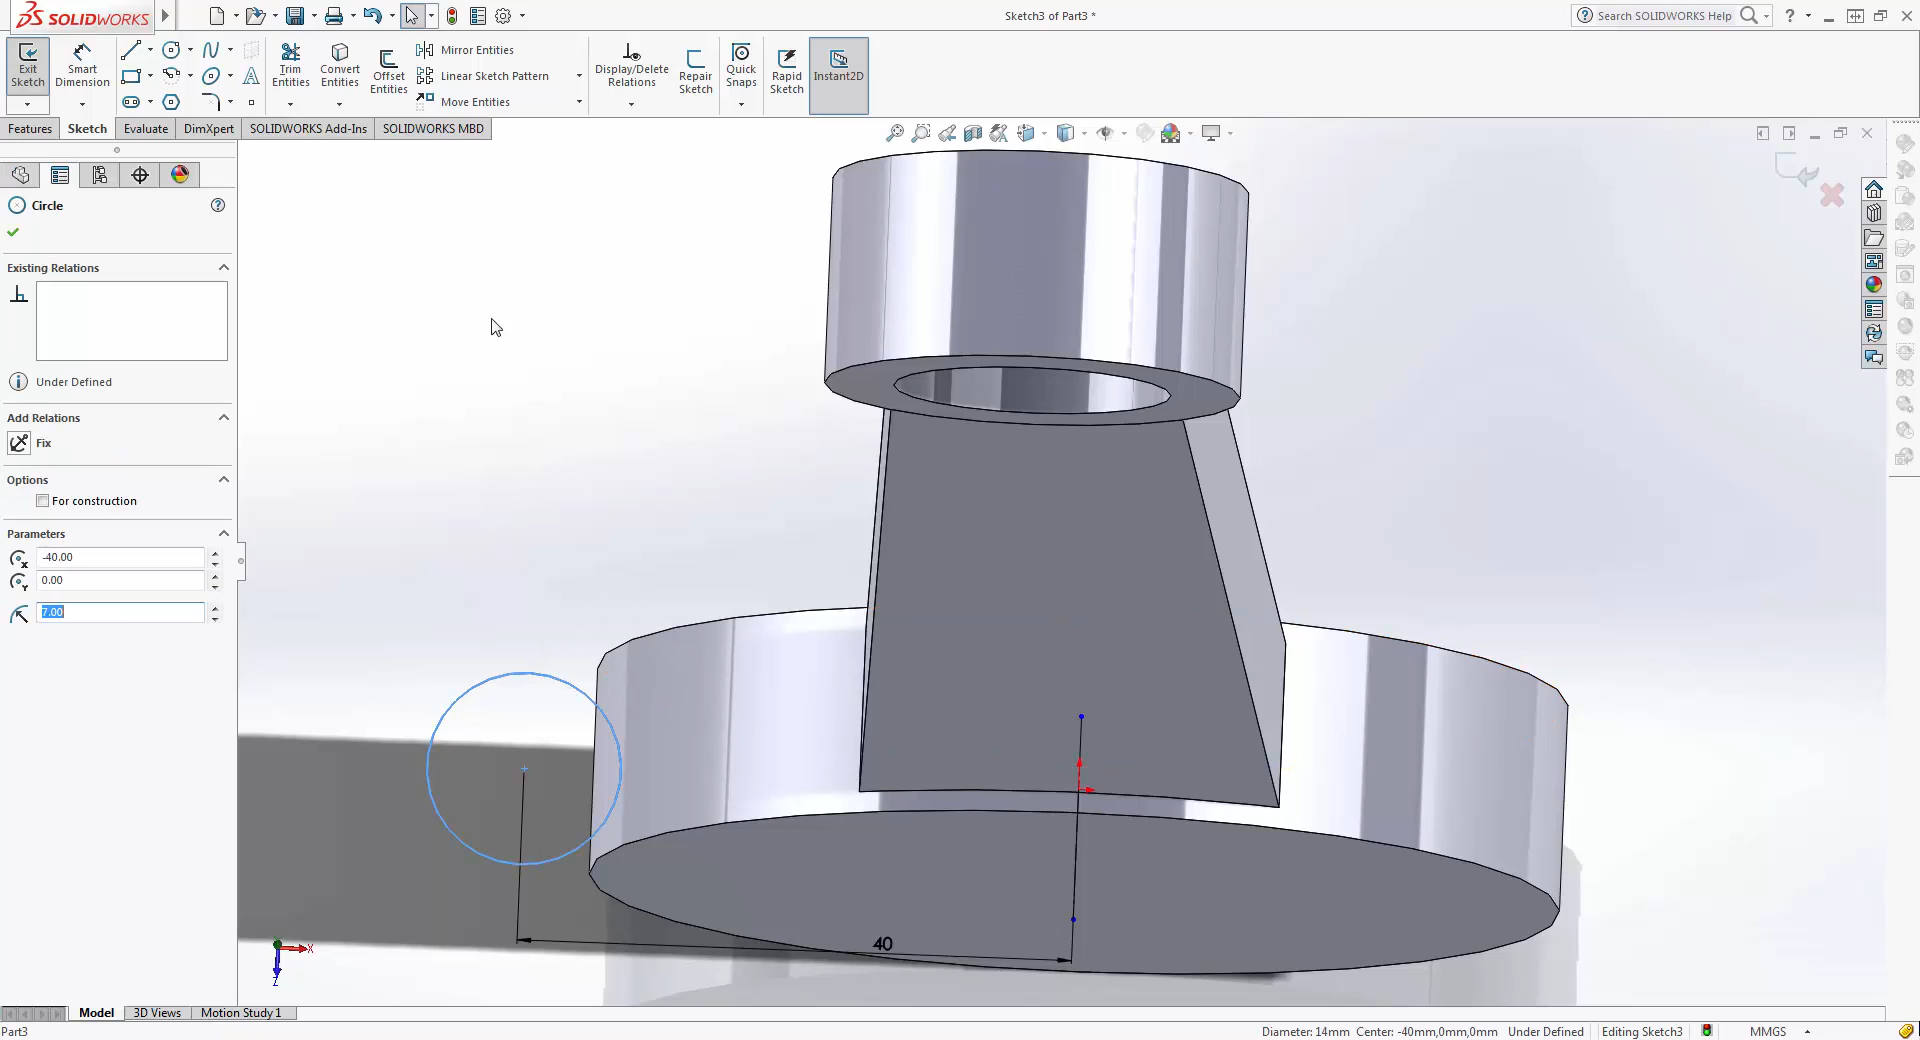 SOLIDWORKS
Sketch3 of Part3 *
Search SOLIDWORKS Help
Exit Sketch
Smart Dimension
Trim Entities
Convert Entities
Offset Entities
Mirror Entities
Linear Sketch Pattern
Move Entities
Display/Delete Relations
Repair Sketch
Quick Snaps
Rapid Sketch
Instant2D
Features
Sketch
Evaluate
DimXpert
SOLIDWORKS Add-Ins
SOLIDWORKS MBD
Circle
Existing Relations
Under Defined
Add Relations
Fix
Options
For construction
Parameters
-40.00
0.00
7.00
40
X
Z
Model
3D Views
Motion Study 1
Part3
Diameter: 14mm Center: -40mm,0mm,0mm
Under Defined
Editing Sketch3
MMGS